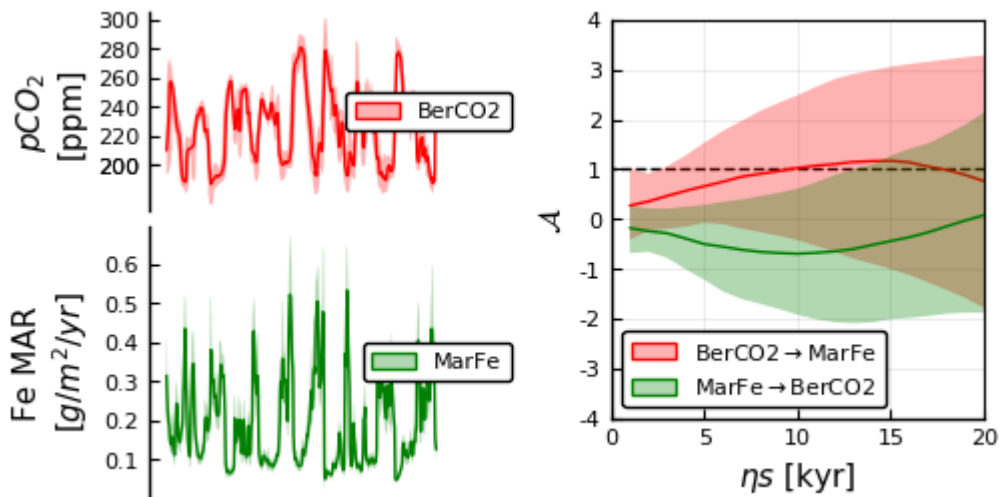 300
280
260
240
220
200
pCO₂
[ppm]
BerCO2
0.6
0.5
0.4
0.3
0.2
0.1
Fe MAR
[g/m²/yr]
MarFe
4
3
2
1
0
-1
-2
-3
-4
𝒜
BerCO2 → MarFe
MarFe → BerCO2
0 5 10 15 20
ηs [kyr]